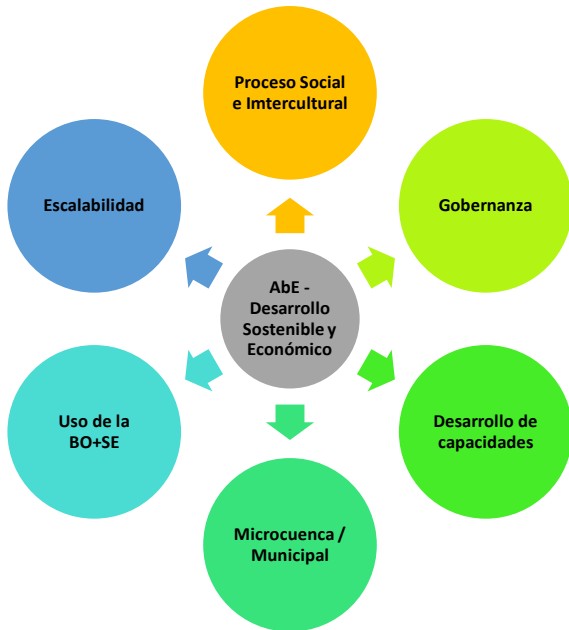 Proceso Social
e Imtercultural
Escalabilidad
Gobernanza
AbE -
Desarrollo
Sostenible y
Económico
Uso de la
BO+SE
Desarrollo de
capacidades
Microcuenca /
Municipal